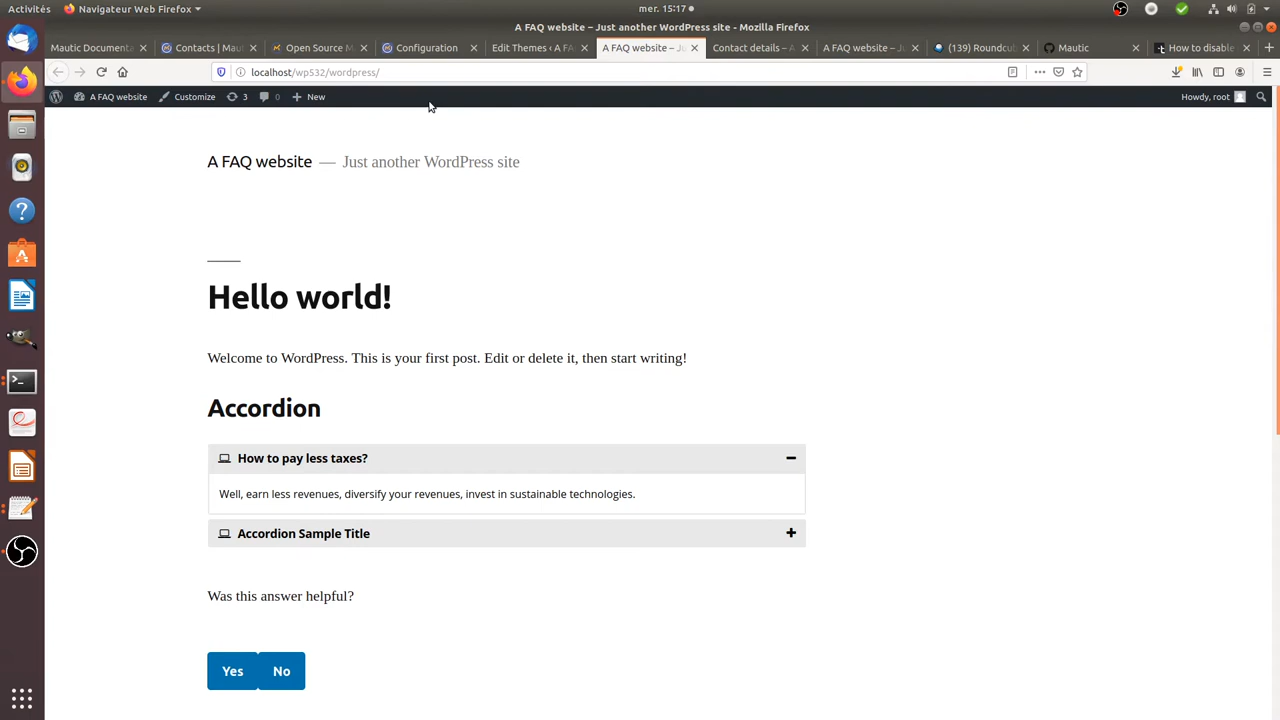 Activités
Navigateur Web Firefox
mer. 15:17
A FAQ website – Just another WordPress site - Mozilla Firefox
Mautic Documenta
Contacts | Mau
Open Source M
Configuration
Edit Themes ‹ A FA
A FAQ website – Ju
Contact details – A
A FAQ website – Ju
(139) Roundcub
Mautic
How to disable
localhost/wp532/wordpress/
A FAQ website
Customize
3
0
New
Howdy, root
A FAQ website — Just another WordPress site
Hello world!
Welcome to WordPress. This is your first post. Edit or delete it, then start writing!
Accordion
How to pay less taxes?
Well, earn less revenues, diversify your revenues, invest in sustainable technologies.
Accordion Sample Title
Was this answer helpful?
Yes
No